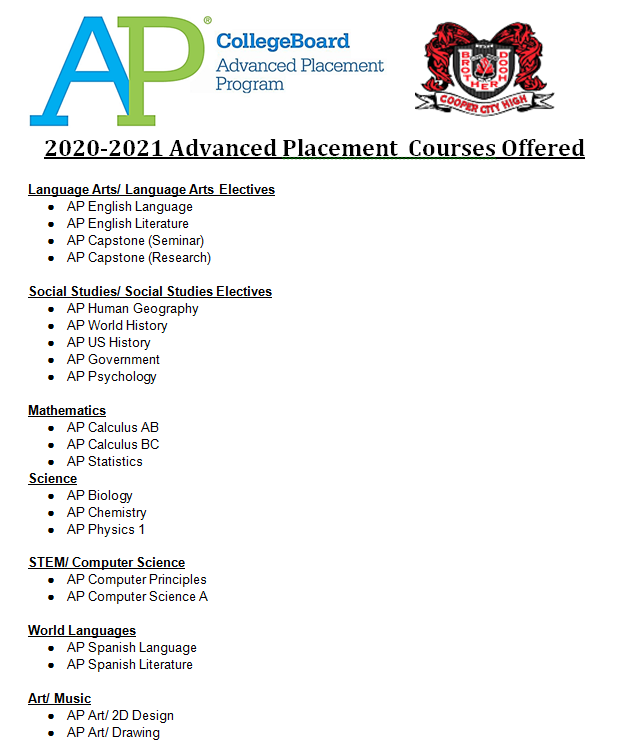 AP®
CollegeBoard
Advanced Placement
Program
BROTHER
HOOD
COOPER CITY HIGH
2020-2021 Advanced Placement Courses Offered
Language Arts/ Language Arts Electives
● AP English Language
● AP English Literature
● AP Capstone (Seminar)
● AP Capstone (Research)
Social Studies/ Social Studies Electives
● AP Human Geography
● AP World History
● AP US History
● AP Government
● AP Psychology
Mathematics
● AP Calculus AB
● AP Calculus BC
● AP Statistics
Science
● AP Biology
● AP Chemistry
● AP Physics 1
STEM/ Computer Science
● AP Computer Principles
● AP Computer Science A
World Languages
● AP Spanish Language
● AP Spanish Literature
Art/ Music
● AP Art/ 2D Design
● AP Art/ Drawing